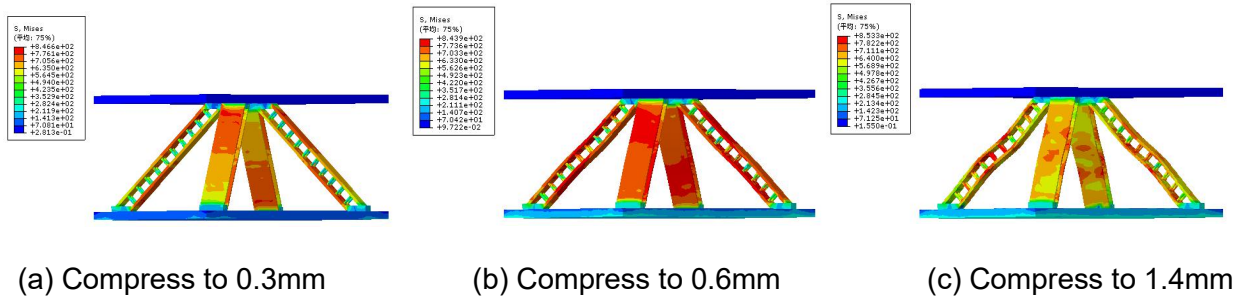 S, Mises
(平均: 75%)
+8.466e+02
+7.761e+02
+7.056e+02
+6.350e+02
+5.645e+02
+4.940e+02
+4.235e+02
+3.529e+02
+2.824e+02
+2.119e+02
+1.413e+02
+7.081e+01
+2.813e-01
S, Mises
(平均: 75%)
+8.439e+02
+7.736e+02
+7.033e+02
+6.330e+02
+5.626e+02
+4.923e+02
+4.220e+02
+3.517e+02
+2.814e+02
+2.111e+02
+1.407e+02
+7.042e+01
+9.722e-02
S, Mises
(平均: 75%)
+8.533e+02
+7.822e+02
+7.111e+02
+6.400e+02
+5.689e+02
+4.978e+02
+4.267e+02
+3.556e+02
+2.845e+02
+2.134e+02
+1.423e+02
+7.125e+01
+1.550e-01
(a) Compress to 0.3mm
(b) Compress to 0.6mm
(c) Compress to 1.4mm